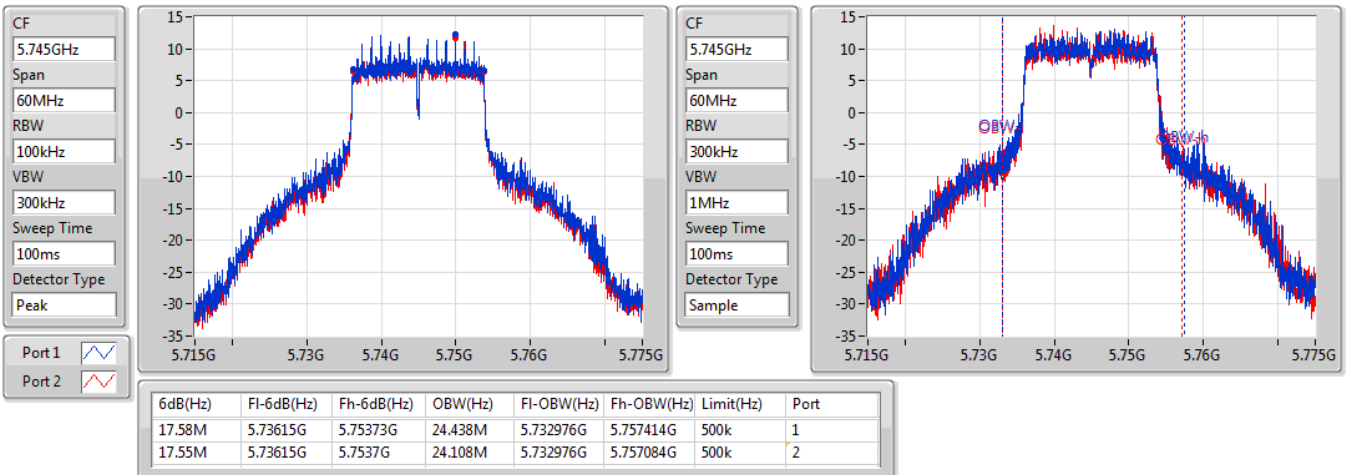 CF
5.745GHz
Span
60MHz
RBW
100kHz
VBW
300kHz
Sweep Time
100ms
Detector Type
Peak
Port 1
Port 2
15
10
5
0
-5
-10
-15
-20
-25
-30
-35
5.715G 5.73G 5.74G 5.75G 5.76G 5.775G
CF
5.745GHz
Span
60MHz
RBW
300kHz
VBW
1MHz
Sweep Time
100ms
Detector Type
Sample
15
10
5
0
-5
-10
-15
-20
-25
-30
-35
OBW-h
5.715G 5.73G 5.74G 5.75G 5.76G 5.775G
6dB(Hz) Fl-6dB(Hz) Fh-6dB(Hz) OBW(Hz) Fl-OBW(Hz) Fh-OBW(Hz) Limit(Hz) Port
17.58M 5.73615G 5.75373G 24.438M 5.732976G 5.757414G 500k 1
17.55M 5.73615G 5.7537G 24.108M 5.732976G 5.757084G 500k 2